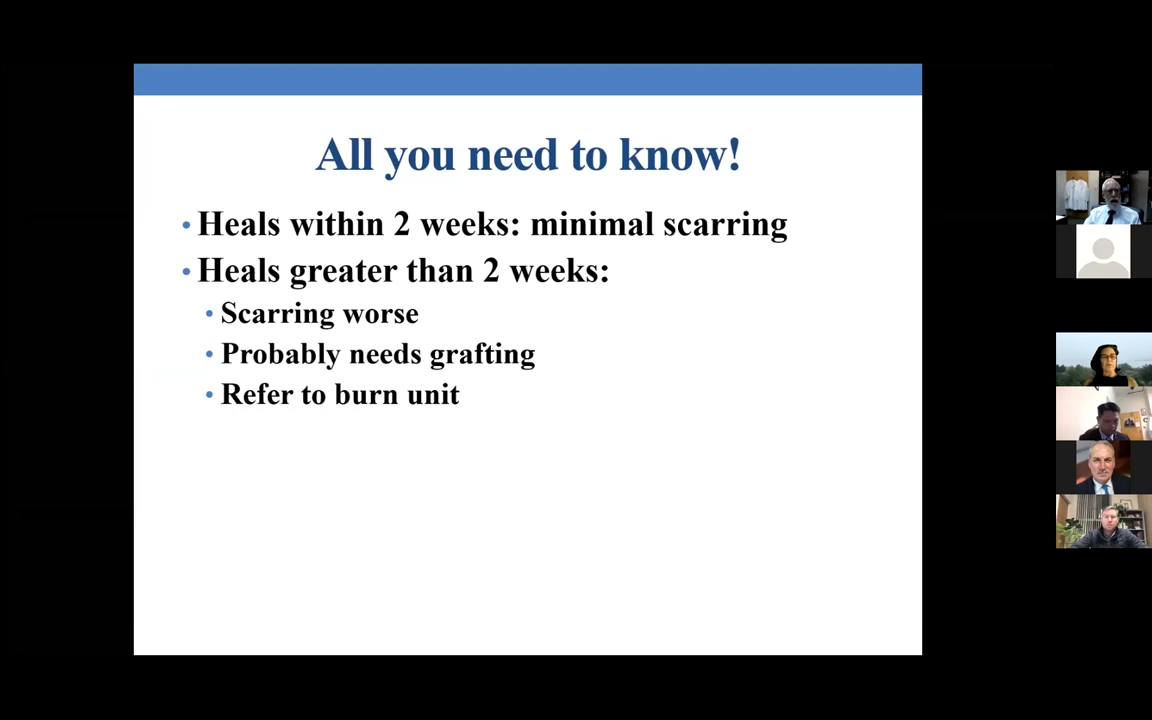 All you need to know!
• Heals within 2 weeks: minimal scarring
• Heals greater than 2 weeks:
• Scarring worse
• Probably needs grafting
• Refer to burn unit